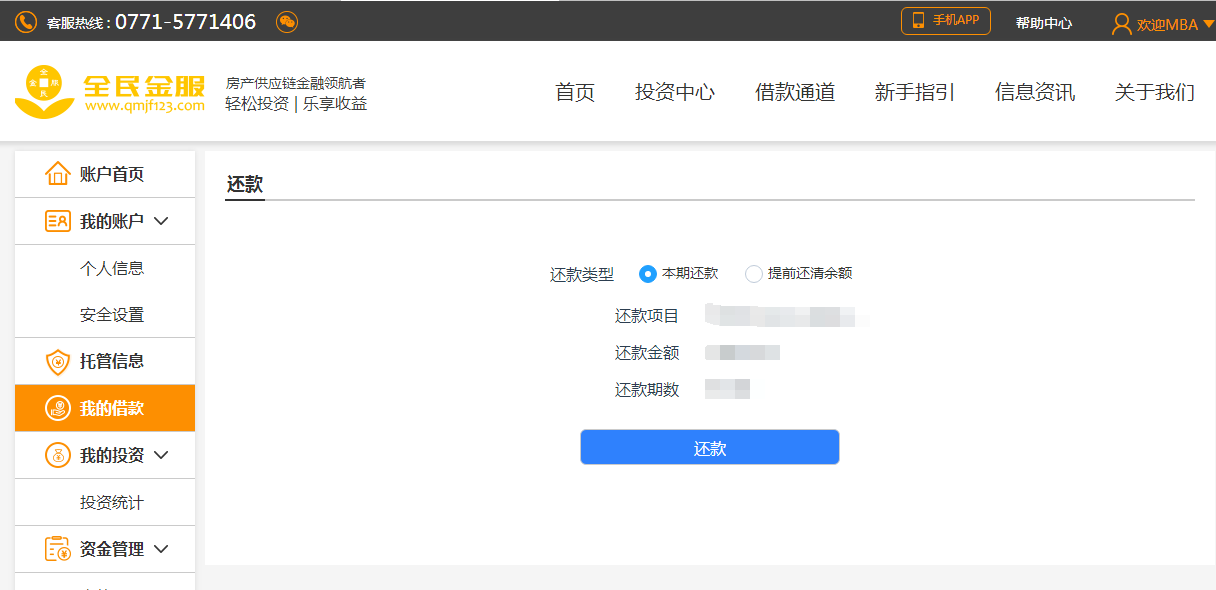 客服热线 : 0771-5771406
手机APP
帮助中心
欢迎MBA
全民金服
www.qmjf123.com
房产供应链金融领航者
轻松投资 | 乐享收益
首页
投资中心
借款通道
新手指引
信息资讯
关于我们
账户首页
我的账户
个人信息
安全设置
托管信息
我的借款
我的投资
投资统计
资金管理
还款
还款类型 本期还款 提前还清余额
还款项目
还款金额
还款期数
还款